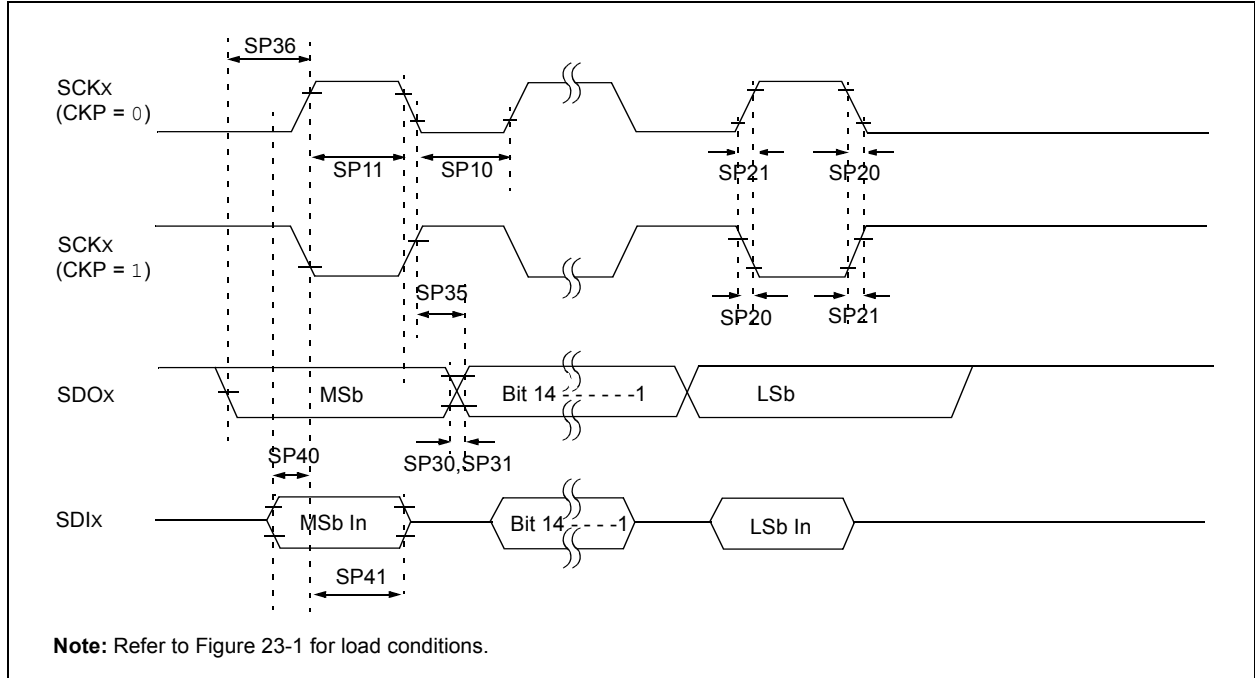 SP36
SCKx
(CKP = 0)
SP11
SP10
SP21
SP20
SCKx
(CKP = 1)
SP35
SP20
SP21
SDOx
MSb
Bit 14 - - - - - -1
LSb
SP40
SP30,SP31
SDIx
MSb In
Bit 14 - - - -1
LSb In
SP41
Note: Refer to Figure 23-1 for load conditions.